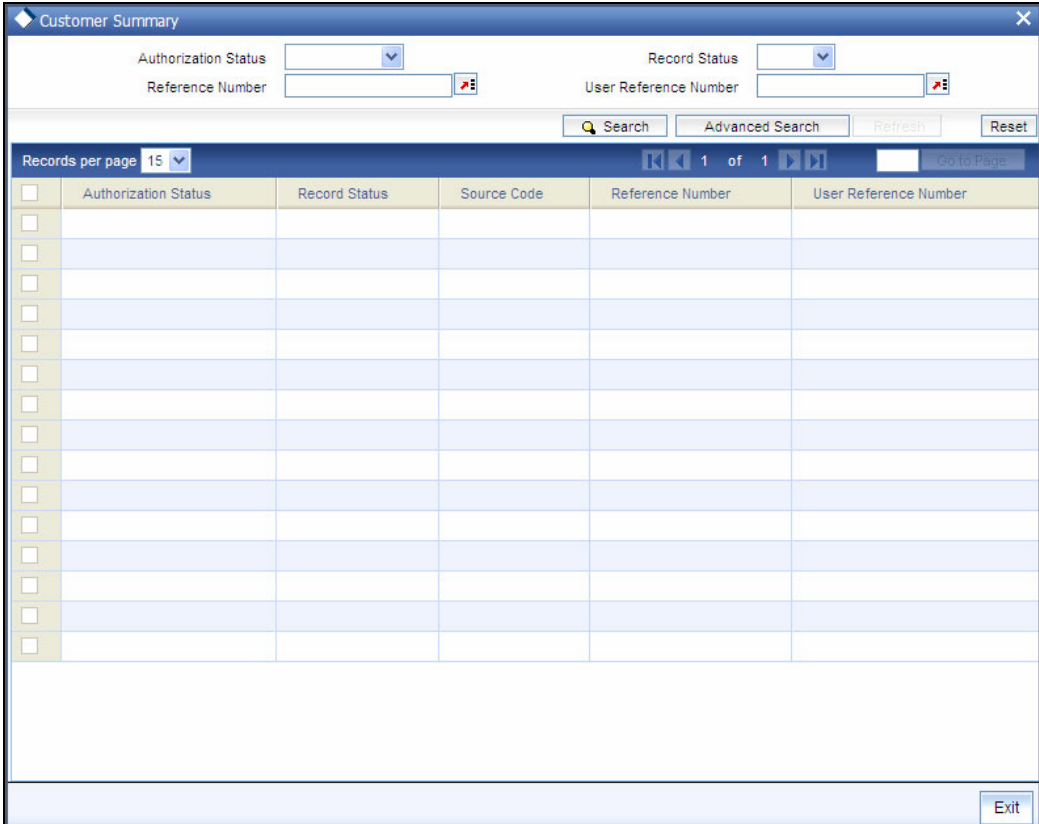 Customer Summary
Authorization Status Record Status
Reference Number User Reference Number
Search Advanced Search Refresh Reset
Records per page 15 1 of 1 Go to Page
Authorization Status Record Status Source Code Reference Number User Reference Number
Exit